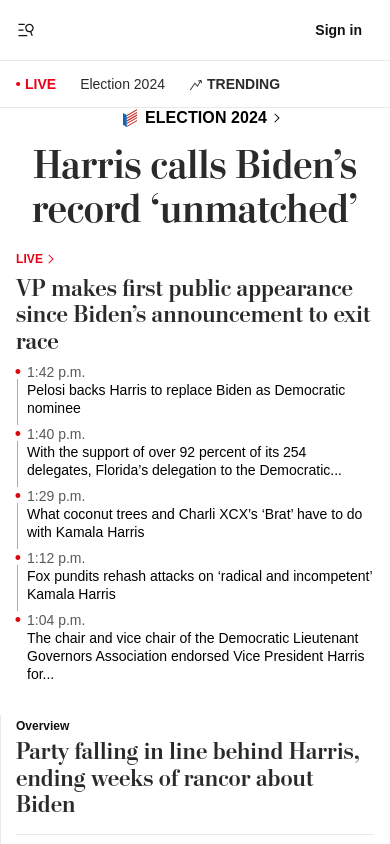 Sign in
LIVE
Election 2024
TRENDING
ELECTION 2024
Harris calls Biden’s
record ‘unmatched’
LIVE
VP makes first public appearance
since Biden’s announcement to exit
race
1:42 p.m.
Pelosi backs Harris to replace Biden as Democratic
nominee
1:40 p.m.
With the support of over 92 percent of its 254
delegates, Florida’s delegation to the Democratic...
1:29 p.m.
What coconut trees and Charli XCX’s ‘Brat’ have to do
with Kamala Harris
1:12 p.m.
Fox pundits rehash attacks on ‘radical and incompetent’
Kamala Harris
1:04 p.m.
The chair and vice chair of the Democratic Lieutenant
Governors Association endorsed Vice President Harris
for...
Overview
Party falling in line behind Harris,
ending weeks of rancor about
Biden